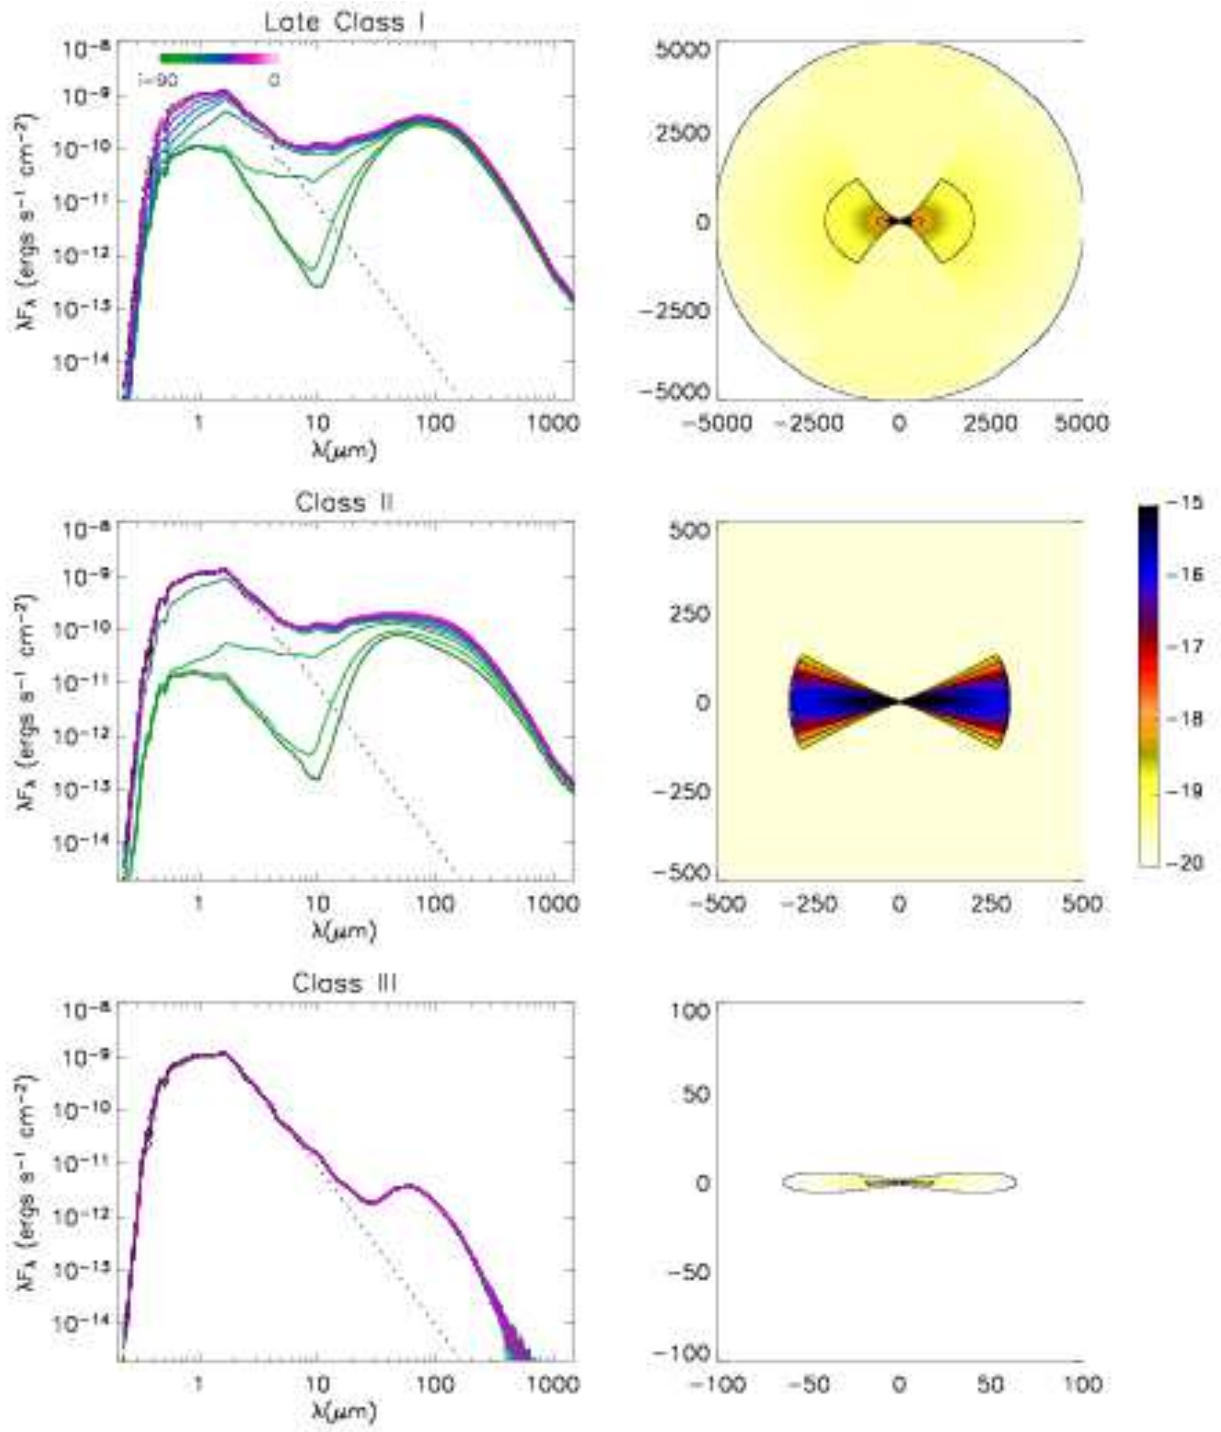 Late Class I
10⁻⁸
10⁻⁹
10⁻¹⁰
10⁻¹¹
10⁻¹²
10⁻¹³
10⁻¹⁴
i=90 0
λFλ (ergs s⁻¹ cm⁻²)
1 10 100 1000
λ(μm)
5000
2500
0
−2500
−5000
−5000 −2500 0 2500 5000
Class II
10⁻⁸
10⁻⁹
10⁻¹⁰
10⁻¹¹
10⁻¹²
10⁻¹³
10⁻¹⁴
λFλ (ergs s⁻¹ cm⁻²)
1 10 100 1000
λ(μm)
500
250
0
−250
−500
−500 −250 0 250 500
−15
−16
−17
−18
−19
−20
Class III
10⁻⁸
10⁻⁹
10⁻¹⁰
10⁻¹¹
10⁻¹²
10⁻¹³
10⁻¹⁴
λFλ (ergs s⁻¹ cm⁻²)
1 10 100 1000
λ(μm)
100
50
0
−50
−100
−100 −50 0 50 100